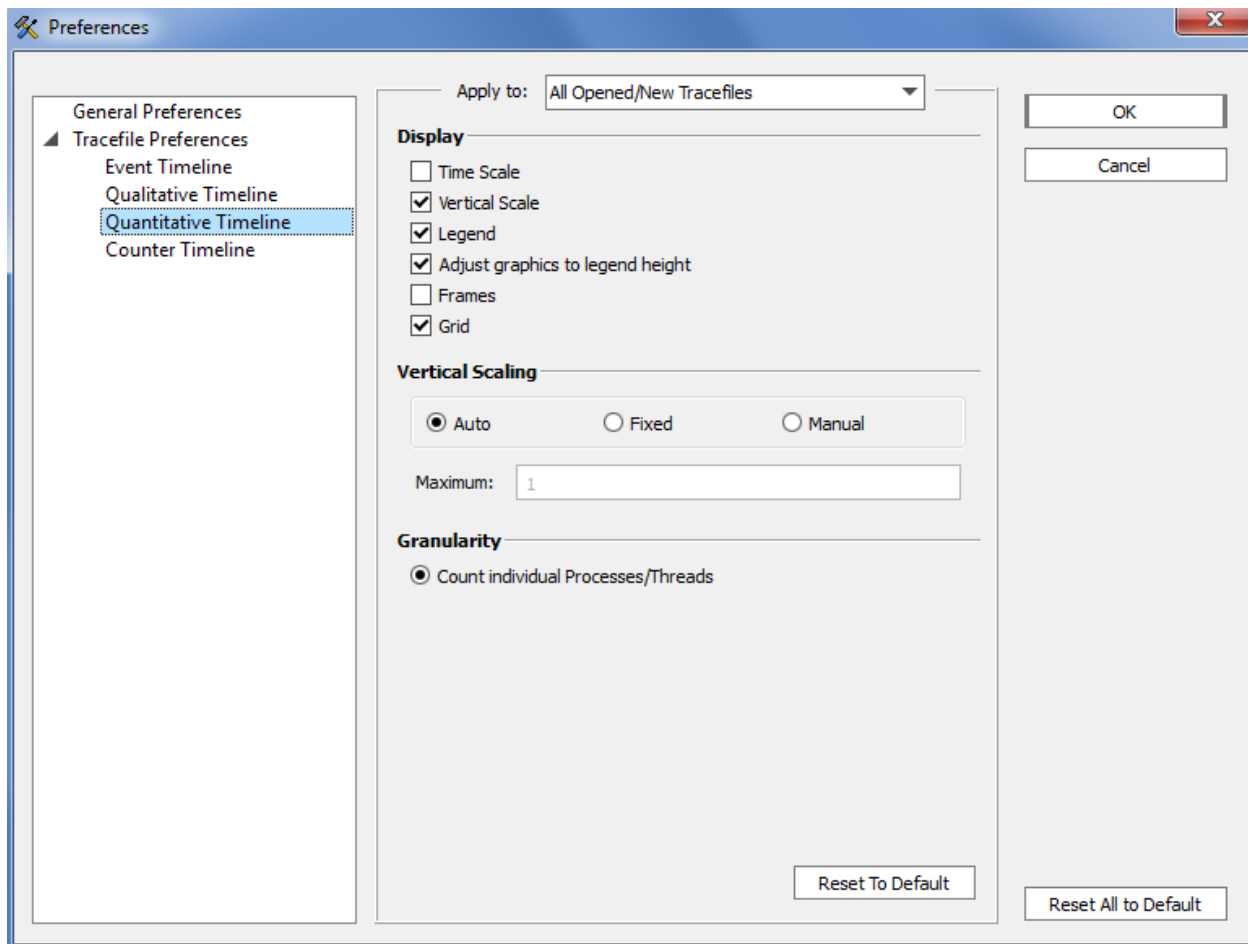 Preferences
General Preferences
Tracefile Preferences
Event Timeline
Qualitative Timeline
Quantitative Timeline
Counter Timeline
Apply to: All Opened/New Tracefiles
Display
Time Scale
Vertical Scale
Legend
Adjust graphics to legend height
Frames
Grid
Vertical Scaling
Auto Fixed Manual
Maximum: 1
Granularity
Count individual Processes/Threads
Reset To Default
OK
Cancel
Reset All to Default